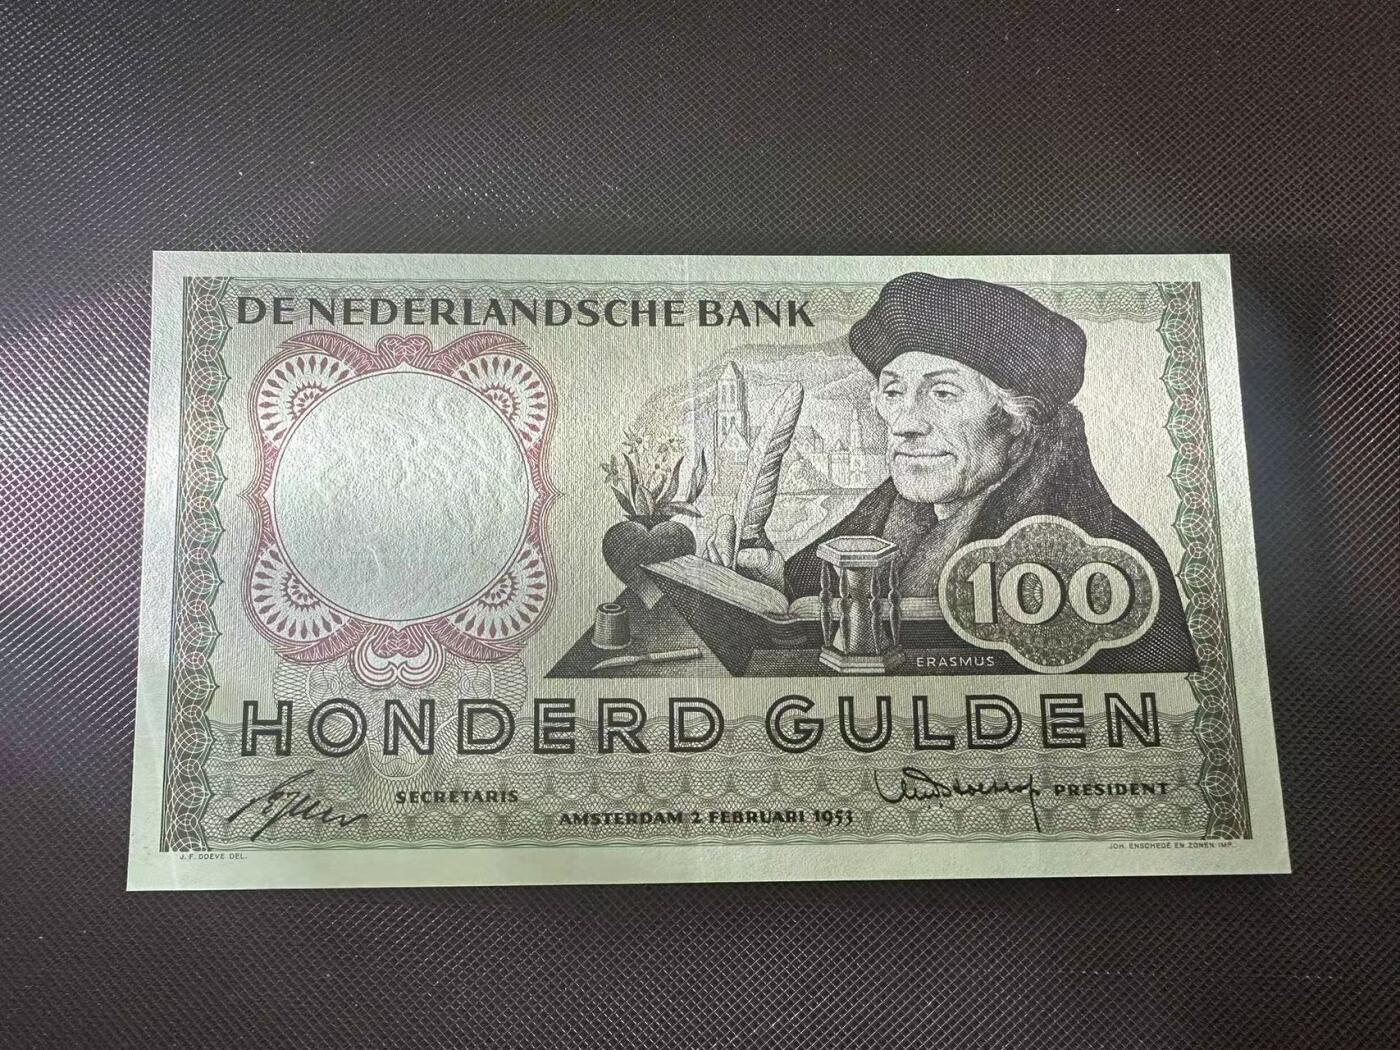 DE NEDERLANDSCHE BANK
100
ERASMUS
HONDERD GULDEN
SECRETARIS
PRESIDENT
AMSTERDAM 2 FEBRUARI 1953
J. F. DOEVE DEL.
JOH. ENSCHEDÉ EN ZONEN IMP.